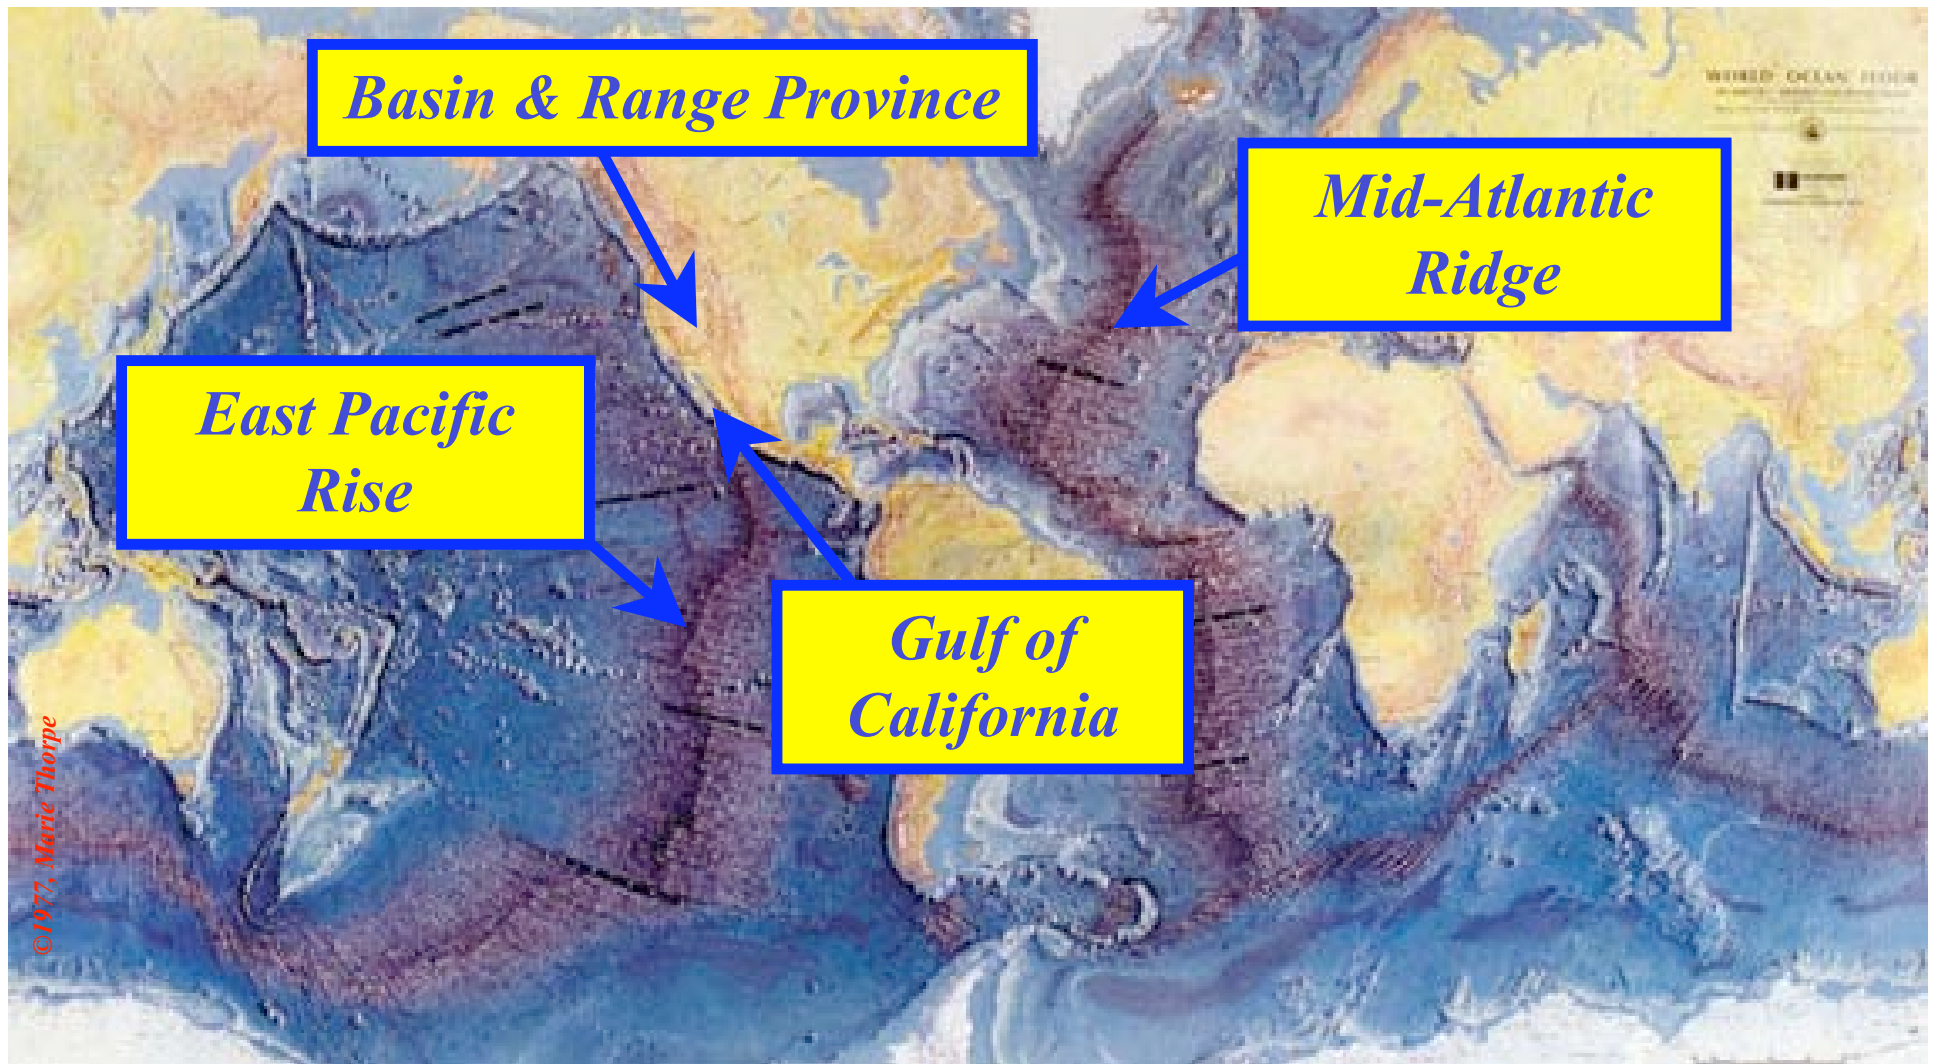 Basin & Range Province
WORLD OCEAN FLOOR
Mid-Atlantic
Ridge
East Pacific
Rise
Gulf of
California
©1977, Marie Thorpe